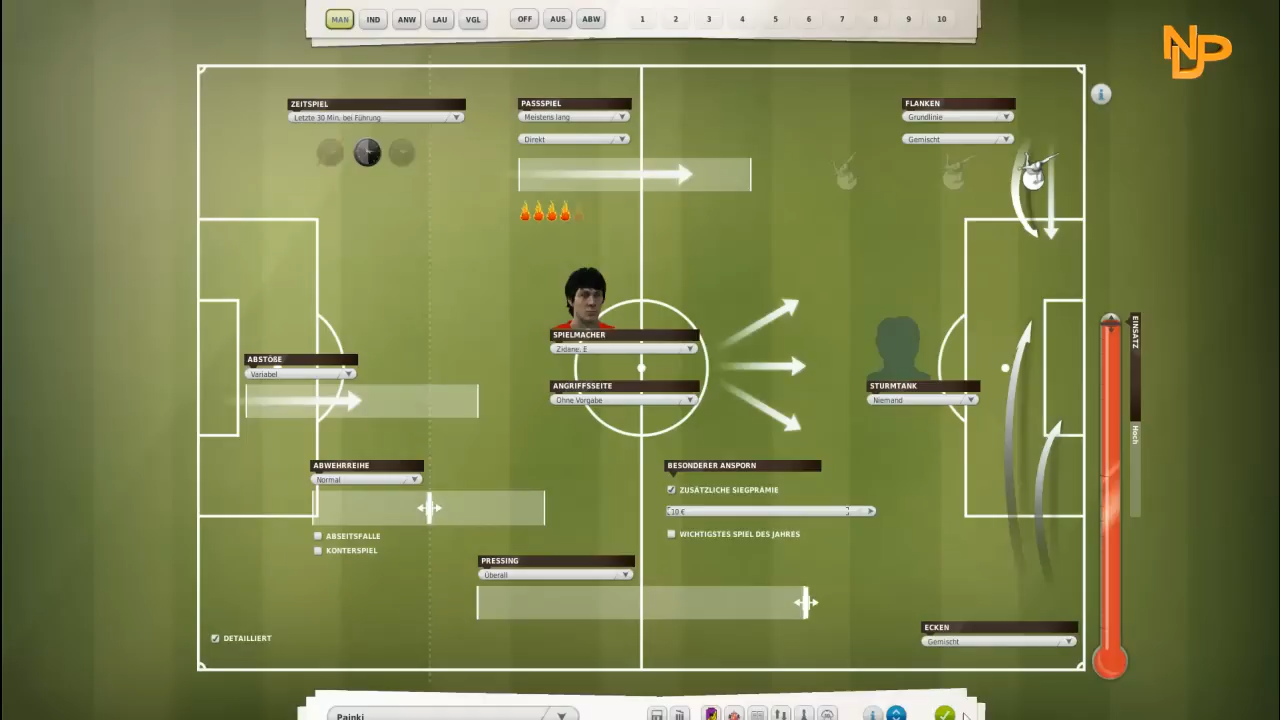 MAN IND ANW LAU VGL OFF AUS ABW 1 2 3 4 5 6 7 8 9 10
NDP
ZEITSPIEL
Letzte 30 Min. bei Führung
PASSSPIEL
Meistens lang
Direkt
FLANKEN
Grundlinie
Gemischt
SPIELMACHER
Zidane, E
ABSTÖßE
Variabel
ANGRIFFSSEITE
Ohne Vorgabe
STURMTANK
Niemand
EINSATZ
Hoch
ABWEHRREIHE
Normal
ABSEITSFALLE
KONTERSPIEL
BESONDERER ANSPORN
ZUSÄTZLICHE SIEGPRÄMIE
10 €
WICHTIGSTES SPIEL DES JAHRES
PRESSING
Überall
DETAILLIERT
ECKEN
Gemischt
Painki